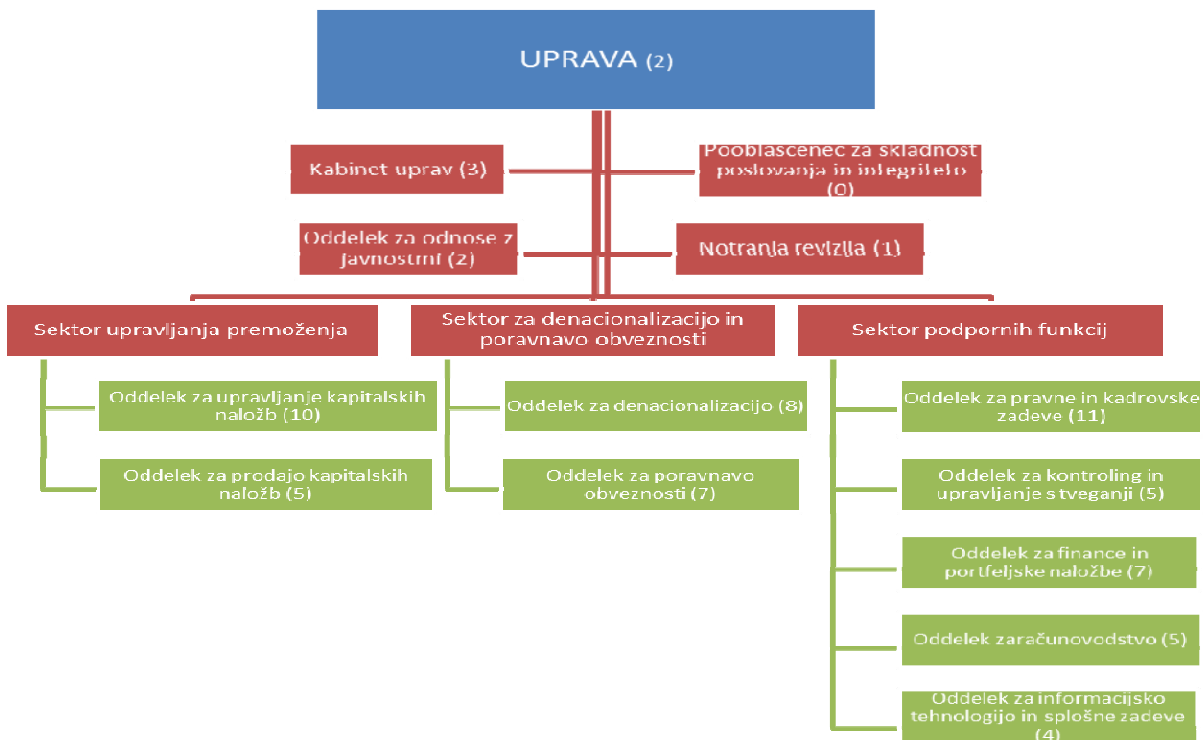 UPRAVA (2)
Kabinet uprav (3)
Pooblascenec za skladnost
poslovanja in integriteto
(0)
Oddelek za odnose z
javnostmi (2)
Notranja revizija (1)
Sektor upravljanja premoženja
Sektor za denacionalizacijo in
poravnavo obveznosti
Sektor podpornih funkcij
Oddelek za upravljanje kapitalskih
naložb (10)
Oddelek za prodajo kapitalskih
naložb (5)
Oddelek za denacionalizacijo (8)
Oddelek za poravnavo
obveznosti (7)
Oddelek za pravne in kadrovske
zadeve (11)
Oddelek za kontroling in
upravljanje s tveganji (5)
Oddelek za finance in
portfeljske naložbe (7)
Oddelek zaračunovodstvo (5)
Oddelek za informacijsko
tehnologijo in splošne zadeve
(4)